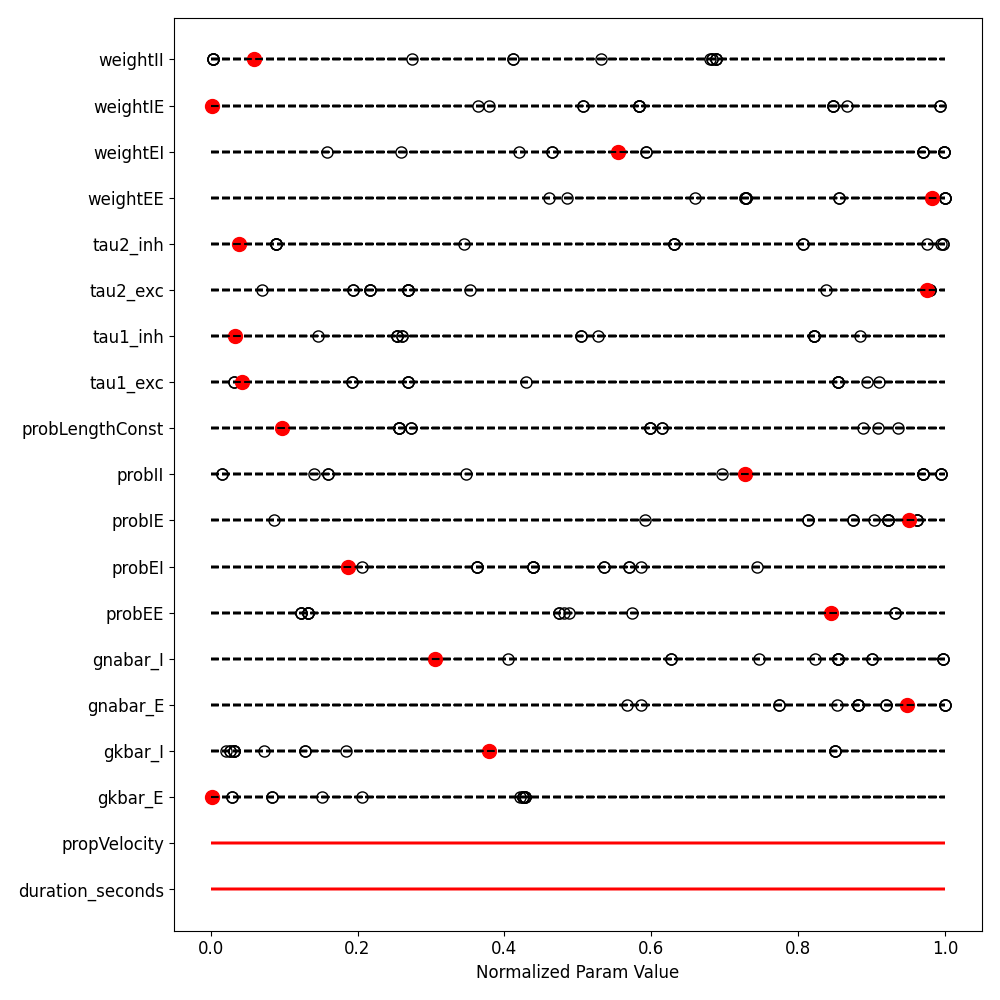 weightII
weightIE
weightEI
weightEE
tau2_inh
tau2_exc
tau1_inh
tau1_exc
probLengthConst
probII
probIE
probEI
probEE
gnabar_I
gnabar_E
gkbar_I
gkbar_E
propVelocity
duration_seconds
0.0 0.2 0.4 0.6 0.8 1.0
Normalized Param Value